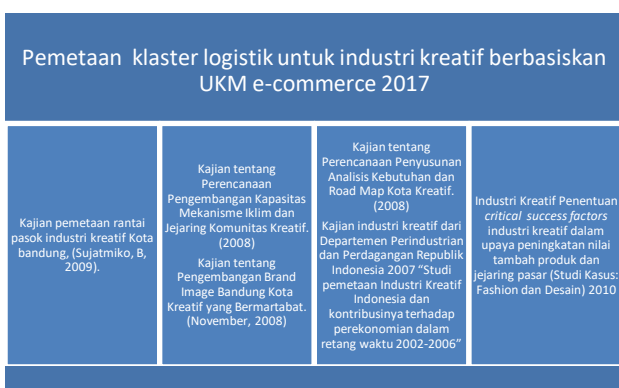 Pemetaan klaster logistik untuk industri kreatif berbasiskan
UKM e-commerce 2017
Kajian pemetaan rantai
pasok industri kreatif Kota
bandung, (Sujatmiko, B,
2009).
Kajian tentang
Perencanaan
Pengembangan Kapasitas
Mekanisme Iklim dan
Jejaring Komunitas Kreatif.
(2008)
Kajian tentang
Pengembangan Brand
Image Bandung Kota
Kreatif yang Bermartabat.
(November, 2008)
Kajian tentang
Perencanaan Penyusunan
Analisis Kebutuhan dan
Road Map Kota Kreatif.
(2008)
Kajian industri kreatif dari
Departemen Perindustrian
dan Perdagangan Republik
Indonesia 2007 “Studi
pemetaan Industri Kreatif
Indonesia dan
kontribusinya terhadap
perekonomian dalam
retang waktu 2002-2006”
Industri Kreatif Penentuan
critical success factors
industri kreatif dalam
upaya peningkatan nilai
tambah produk dan
jejaring pasar (Studi Kasus:
Fashion dan Desain) 2010